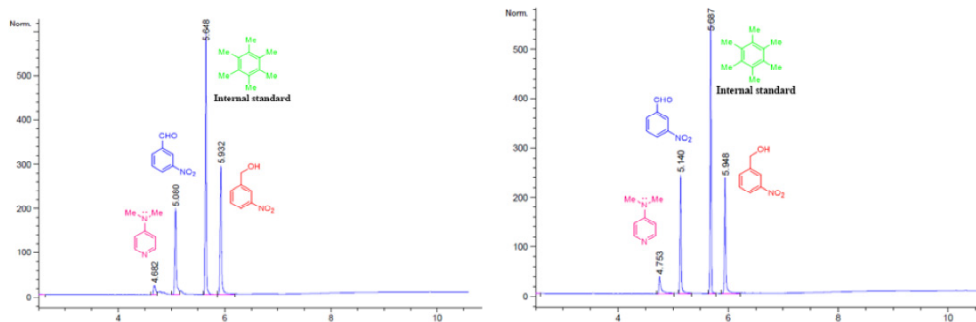 Norm.
500
400
300
200
100
0
4
6
8
10
4.682
5.080
5.648
5.932
Me
Me Me
Me Me
Me
Internal standard
CHO
NO2
OH
NO2
Me N Me
N
Norm.
500
400
300
200
100
0
4
6
8
10
4.753
5.140
5.687
5.948
Me
Me Me
Me Me
Me
Internal standard
CHO
NO2
OH
NO2
Me N Me
N